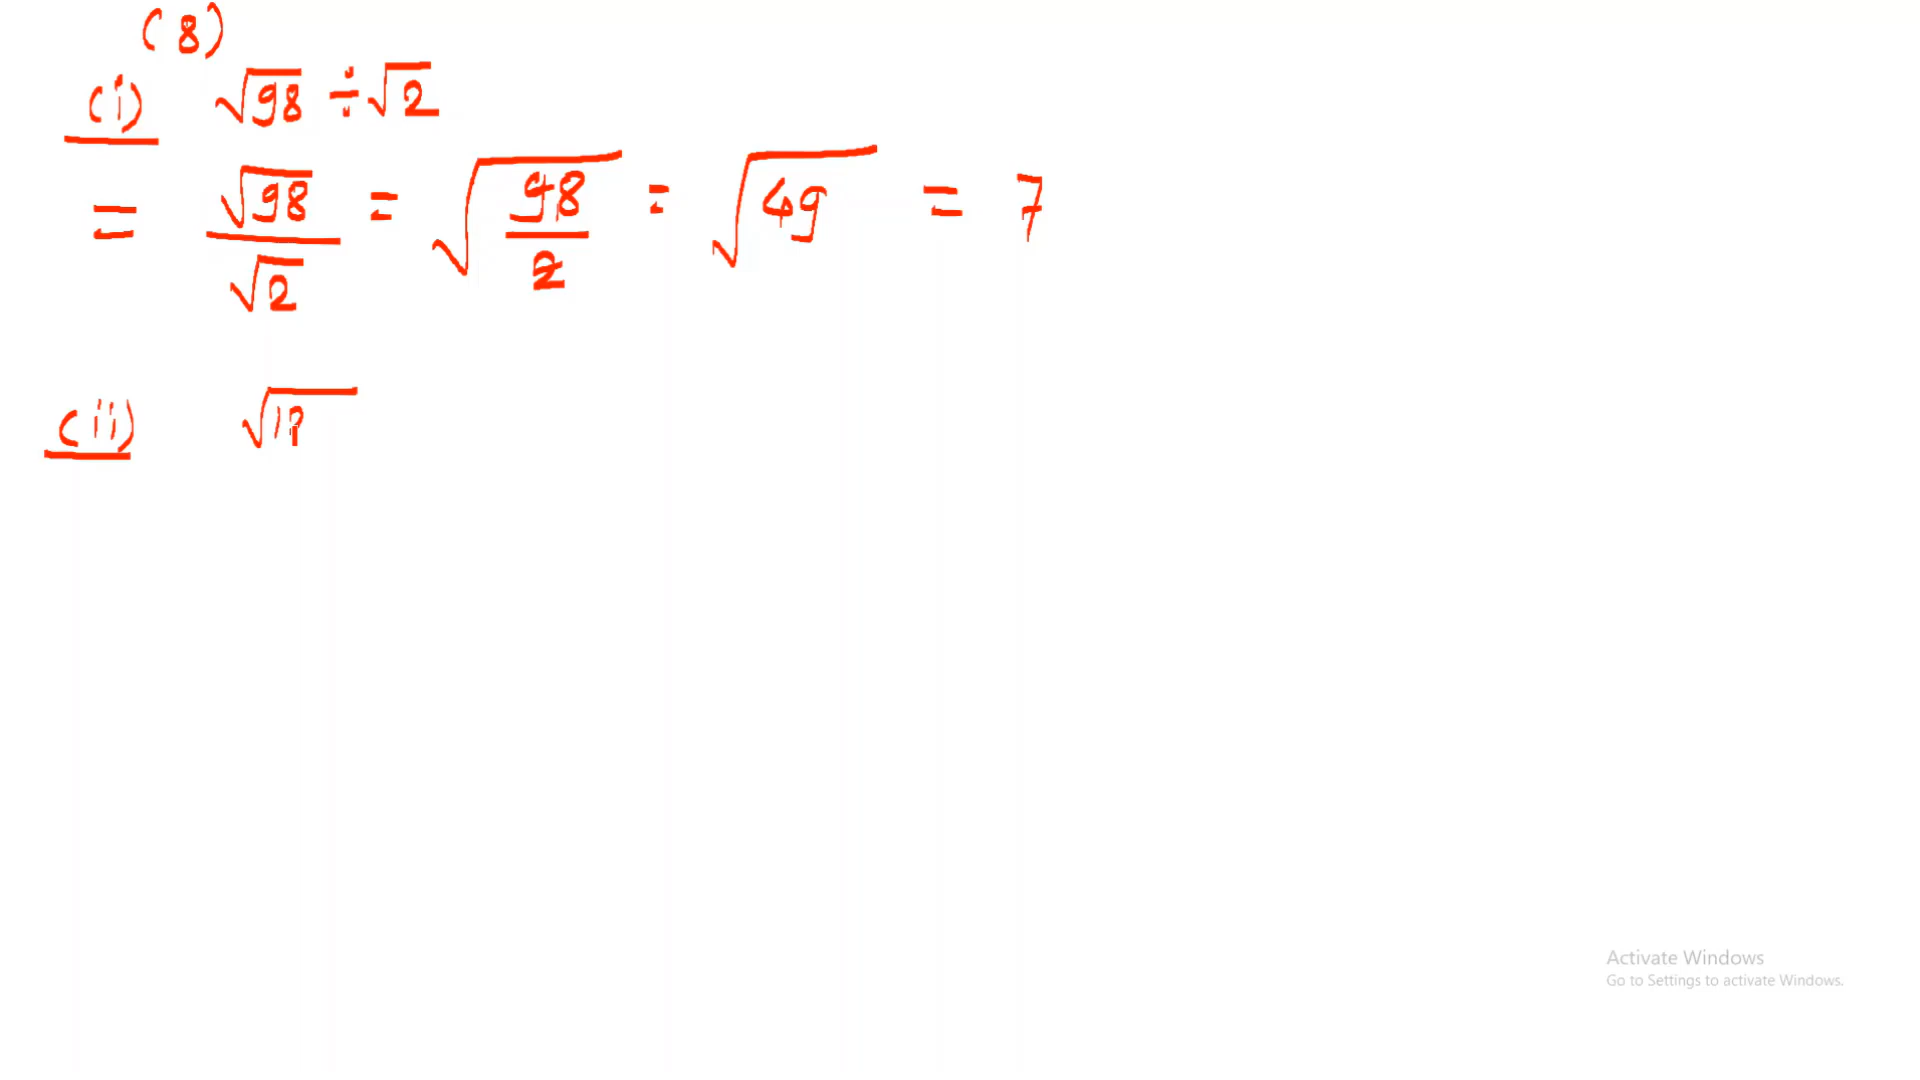 (8)
(i) √98 ÷ √2
= √98/√2 = √(98/2) = √49 = 7
(ii) √
Activate Windows
Go to Settings to activate Windows.